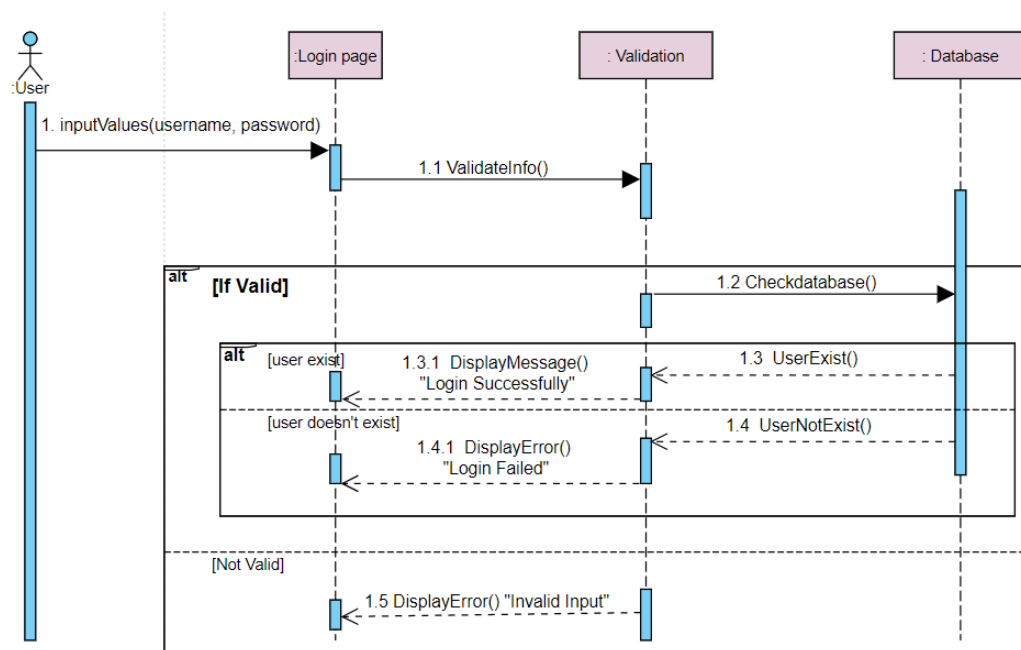 :User
:Login page
: Validation
: Database
1. inputValues(username, password)
1.1 ValidateInfo()
alt
[If Valid]
1.2 Checkdatabase()
alt
[user exist]
1.3 UserExist()
1.3.1 DisplayMessage()
"Login Successfully"
[user doesn't exist]
1.4 UserNotExist()
1.4.1 DisplayError()
"Login Failed"
[Not Valid]
1.5 DisplayError() "Invalid Input"